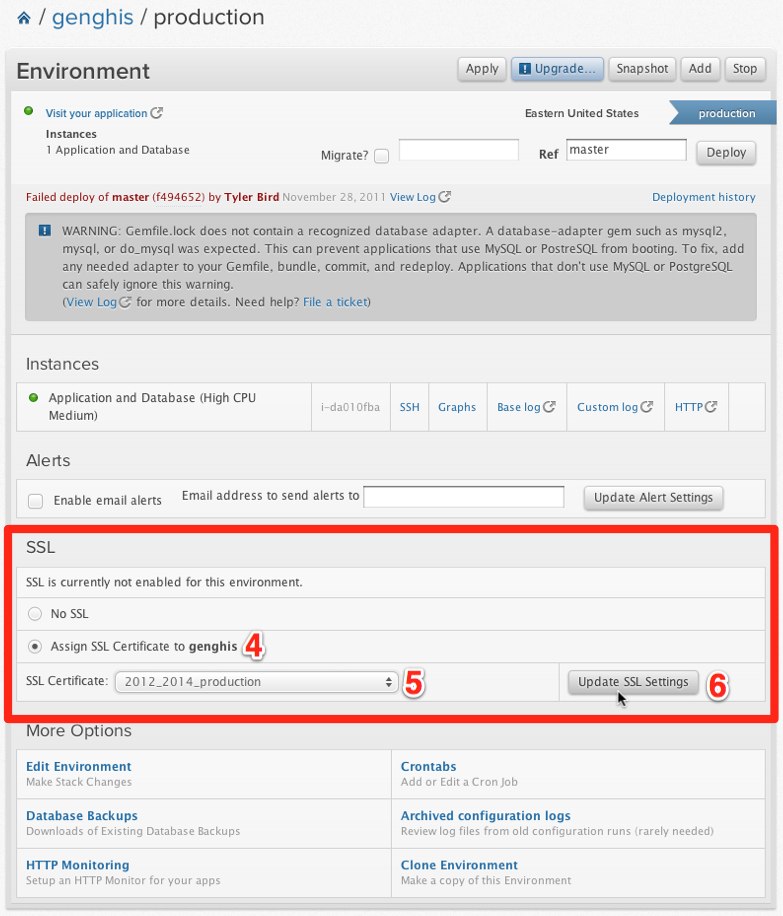 / genghis / production
Environment
Apply
Upgrade...
Snapshot
Add
Stop
Visit your application
Eastern United States
production
Instances
1 Application and Database
Migrate?
Ref
master
Deploy
Failed deploy of master (f494652) by Tyler Bird November 28, 2011 View Log
Deployment history
WARNING: Gemfile.lock does not contain a recognized database adapter. A database-adapter gem such as mysql2,
mysql, or do_mysql was expected. This can prevent applications that use MySQL or PostreSQL from booting. To fix, add
any needed adapter to your Gemfile, bundle, commit, and redeploy. Applications that don't use MySQL or PostgreSQL
can safely ignore this warning.
(View Log for more details. Need help? File a ticket)
Instances
Application and Database (High CPU
Medium)
i-da010fba
SSH
Graphs
Base log
Custom log
HTTP
Alerts
Enable email alerts
Email address to send alerts to
Update Alert Settings
SSL
SSL is currently not enabled for this environment.
No SSL
Assign SSL Certificate to genghis 4
SSL Certificate:
2012_2014_production
5
Update SSL Settings
6
More Options
Edit Environment
Make Stack Changes
Crontabs
Add or Edit a Cron Job
Database Backups
Downloads of Existing Database Backups
Archived configuration logs
Review log files from old configuration runs (rarely needed)
HTTP Monitoring
Setup an HTTP Monitor for your apps
Clone Environment
Make a copy of this Environment